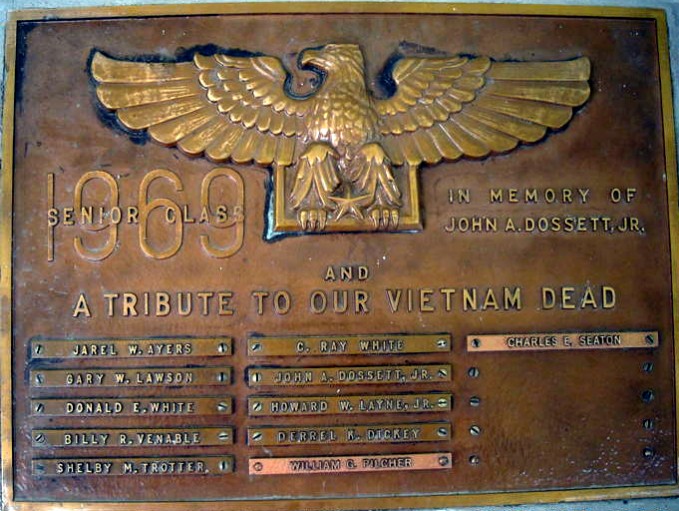 1969
SENIOR CLASS
IN MEMORY OF
JOHN A. DOSSETT, JR.
AND
A TRIBUTE TO OUR VIETNAM DEAD
JAREL W. AYERS
GARY W. LAWSON
DONALD E. WHITE
BILLY R. VENABLE
SHELBY M. TROTTER
C. RAY WHITE
JOHN A. DOSSETT, JR.
HOWARD W. LAYNE, JR.
DERREL K. DICKEY
WILLIAM G. PILCHER
CHARLES E. SEATON